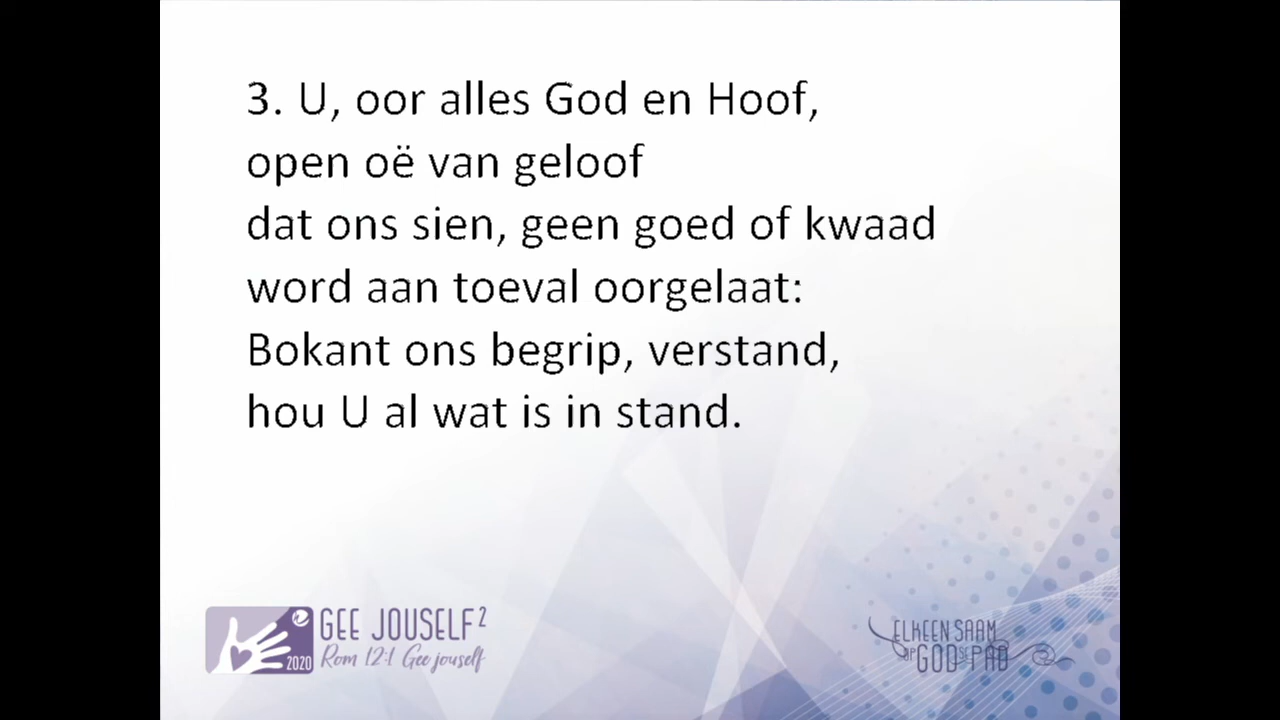 3. U, oor alles God en Hoof,
open oë van geloof
dat ons sien, geen goed of kwaad
word aan toeval oorgelaat:
Bokant ons begrip, verstand,
hou U al wat is in stand.
2020
GEE JOUSELF²
Rom 12:1 Gee jouself
ELKEEN SAAM
OP GOD SE PAD